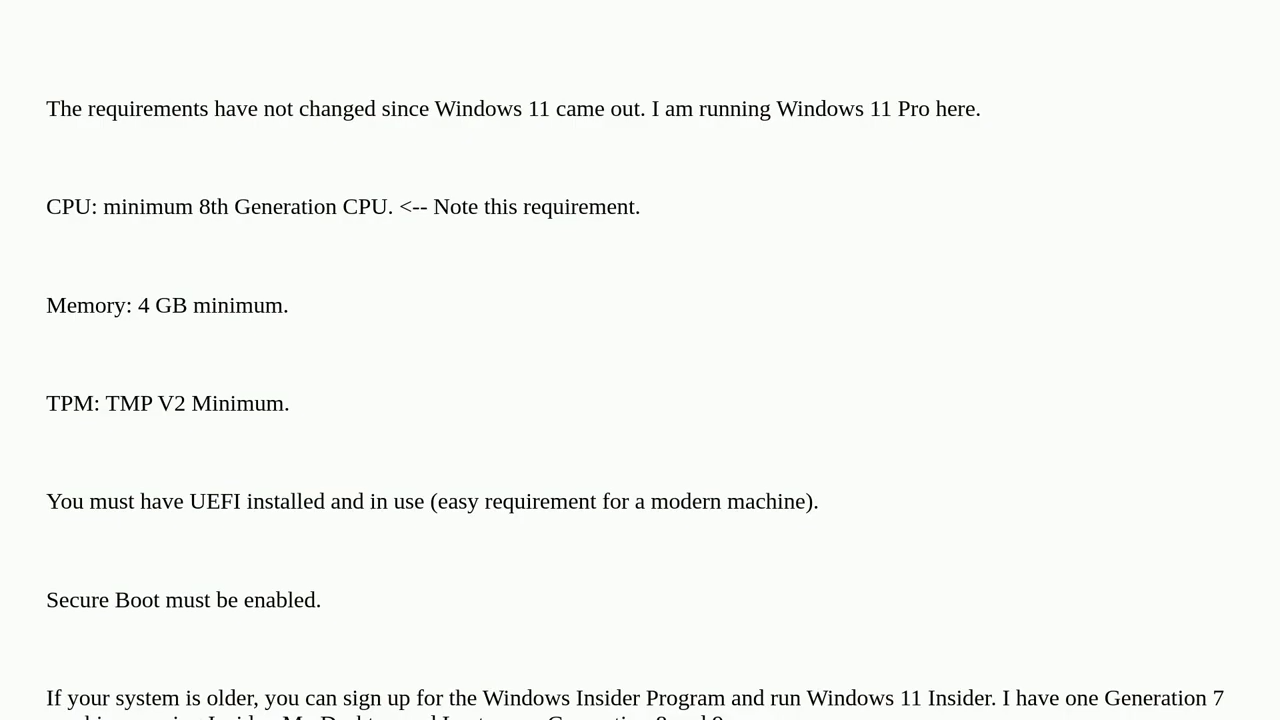 The requirements have not changed since Windows 11 came out. I am running Windows 11 Pro here.
CPU: minimum 8th Generation CPU. <-- Note this requirement.
Memory: 4 GB minimum.
TPM: TMP V2 Minimum.
You must have UEFI installed and in use (easy requirement for a modern machine).
Secure Boot must be enabled.
If your system is older, you can sign up for the Windows Insider Program and run Windows 11 Insider. I have one Generation 7